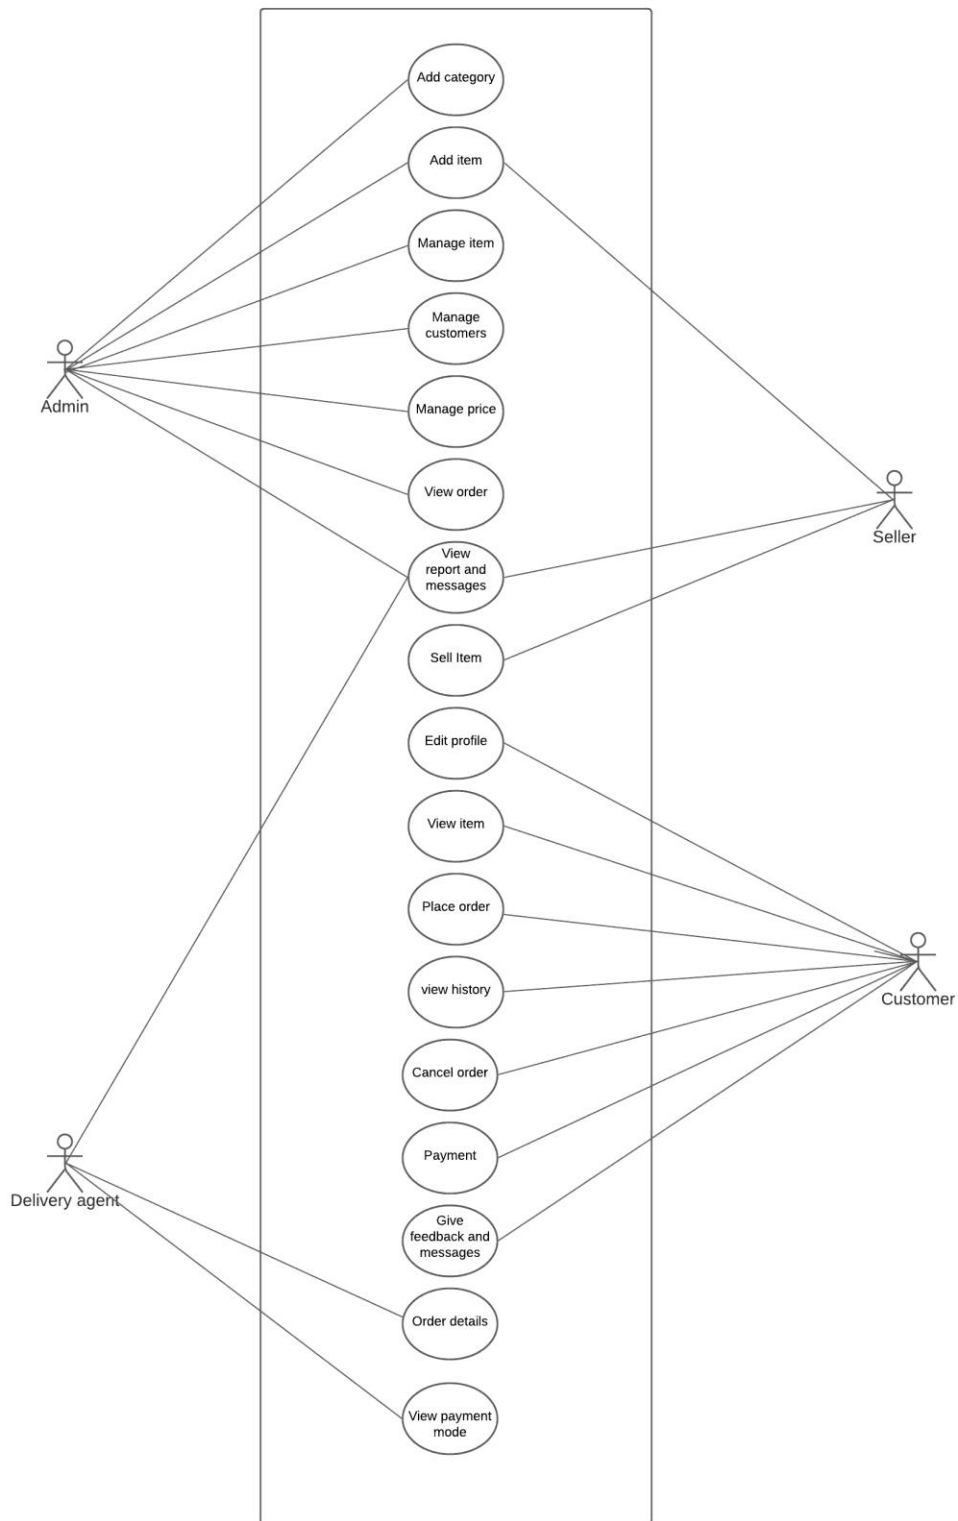 Add category
Add item
Manage item
Manage
customers
Admin
Manage price
View order
Seller
View
report and
messages
Sell Item
Edit profile
View item
Place order
view history
Customer
Cancel order
Payment
Delivery agent
Give
feedback and
messages
Order details
View payment
mode